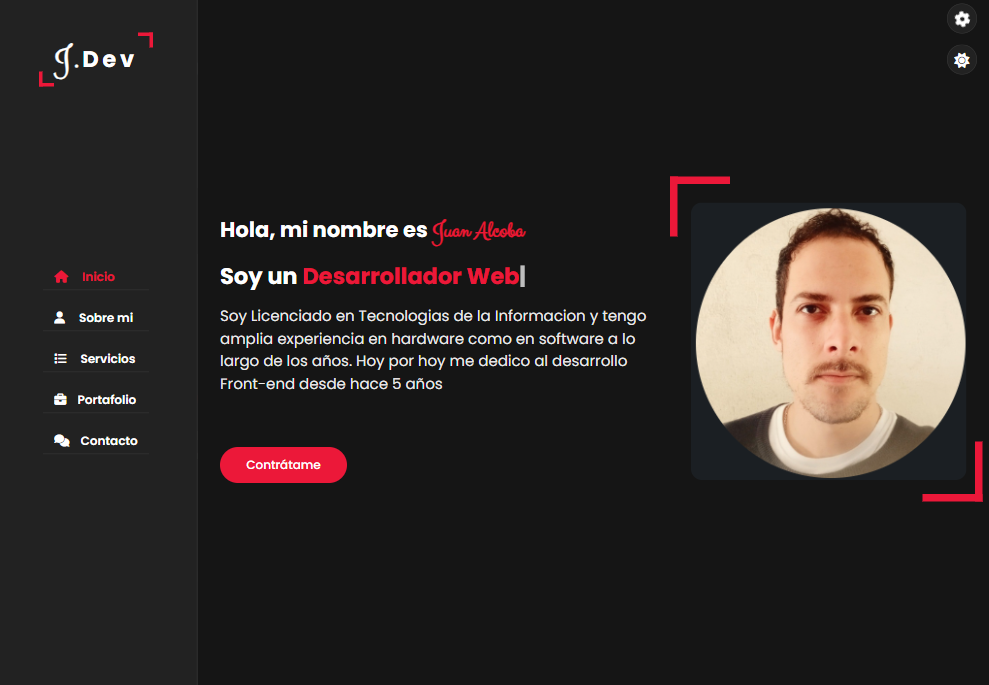 J.Dev
Inicio
Sobre mi
Servicios
Portafolio
Contacto
Hola, mi nombre es Juan Alcoba
Soy un Desarrollador Web|
Soy Licenciado en Tecnologias de la Informacion y tengo
amplia experiencia en hardware como en software a lo
largo de los años. Hoy por hoy me dedico al desarrollo
Front-end desde hace 5 años
Contrátame